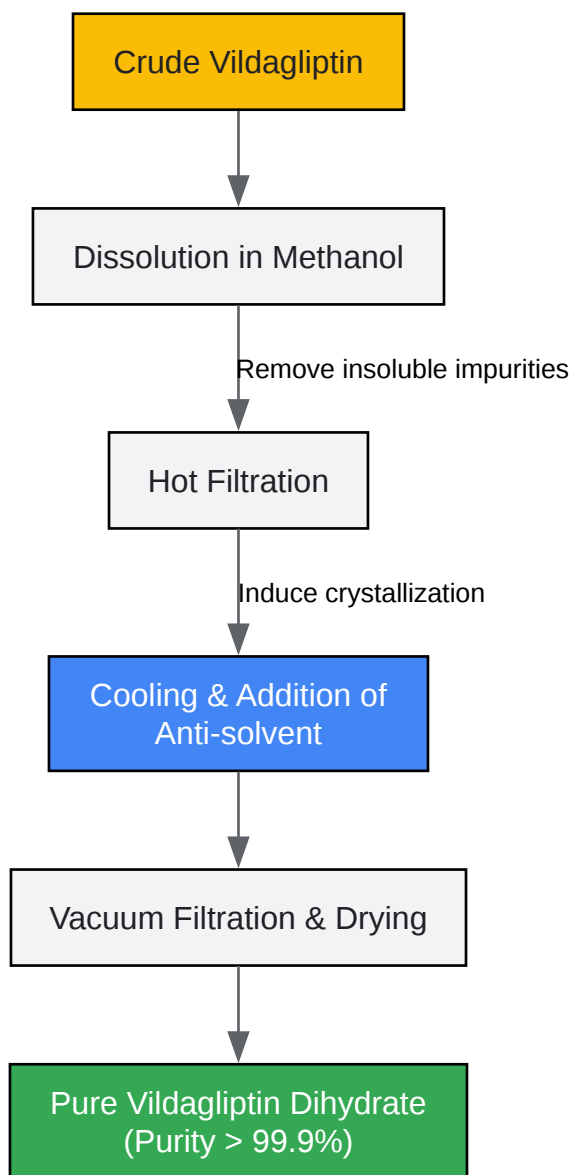 Crude Vildagliptin
Dissolution in Methanol
Remove insoluble impurities
Hot Filtration
Induce crystallization
Cooling & Addition of
Anti-solvent
Vacuum Filtration & Drying
Pure Vildagliptin Dihydrate
(Purity > 99.9%)